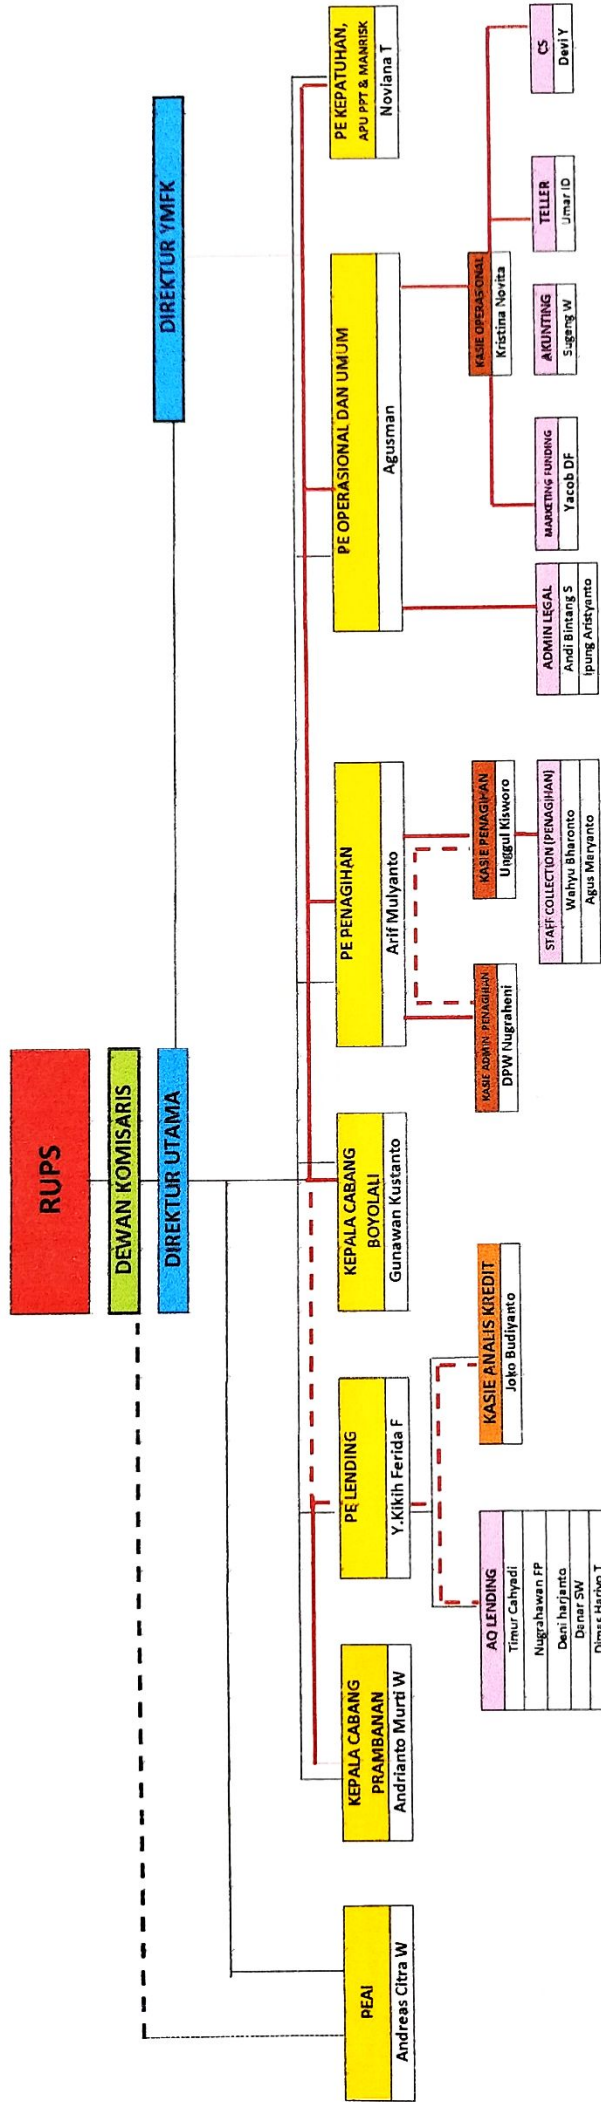 RUPS
DEWAN KOMISARIS
DIREKTUR UTAMA
DIREKTUR YMFK
PEAI
Andreas Citra W
KEPALA CABANG
PRAMBANAN
Andrianto Murti W
PE LENDING
Y.Kikih Ferida F
KEPALA CABANG
BOYOLALI
Gunawan Kustanto
PE PENAGIHAN
Arif Mulyanto
PE OPERASIONAL DAN UMUM
Agusman
PE KEPATUHAN,
APU PPT & MANRISK
Noviana T
AO LENDING
Timur Cahyadi
Nugrahawan FP
Deni harjanto
Danar SW
Dimas Hariyo T
KASIE ANALIS KREDIT
Joko Budiyanto
KASIE ADMIN PENAGIHAN
DPW Nugraheni
KASIE PENAGIHAN
Unggul Kisworo
STAFF COLLECTION (PENAGIHAN)
Wahyu Bharonto
Agus Maryanto
KASIE OPERASIONAL
Kristina Novita
ADMIN LEGAL
Andi Bintang S
Ipung Aristyanto
MARKETING FUNDING
Yacob DF
AKUNTING
Sugeng W
TELLER
Umar ID
CS
Devi Y